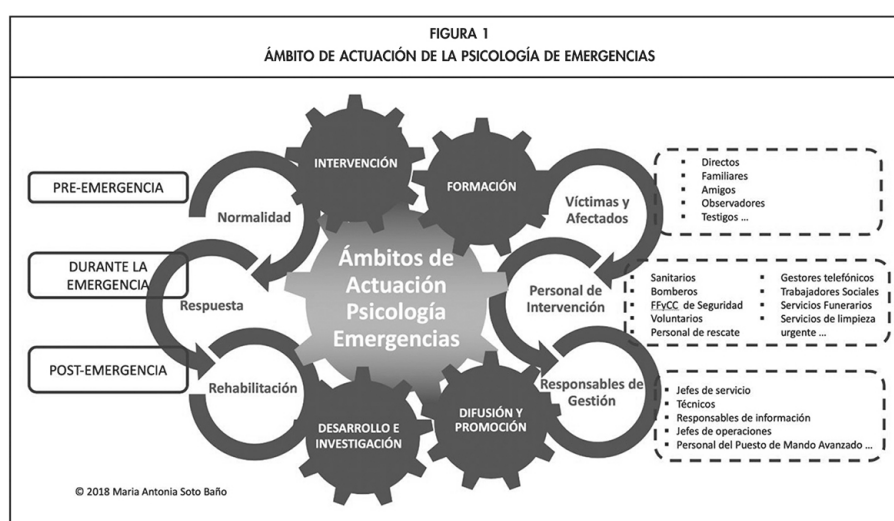 FIGURA 1
ÁMBITO DE ACTUACIÓN DE LA PSICOLOGÍA DE EMERGENCIAS
PRE-EMERGENCIA
DURANTE LA
EMERGENCIA
POST-EMERGENCIA
Normalidad
Respuesta
Rehabilitación
INTERVENCIÓN
FORMACIÓN
Ámbitos de
Actuación
Psicología
Emergencias
DESARROLLO E
INVESTIGACIÓN
DIFUSIÓN Y
PROMOCIÓN
Víctimas y
Afectados
Personal de
Intervención
Responsables de
Gestión
▪ Directos
▪ Familiares
▪ Amigos
▪ Observadores
▪ Testigos ...
▪ Sanitarios
▪ Bomberos
▪ FFyCC de Seguridad
▪ Voluntarios
▪ Personal de rescate
▪ Gestores telefónicos
▪ Trabajadores Sociales
▪ Servicios Funerarios
▪ Servicios de limpieza
urgente ...
▪ Jefes de servicio
▪ Técnicos
▪ Responsables de información
▪ Jefes de operaciones
▪ Personal del Puesto de Mando Avanzado ...
© 2018 Maria Antonia Soto Baño